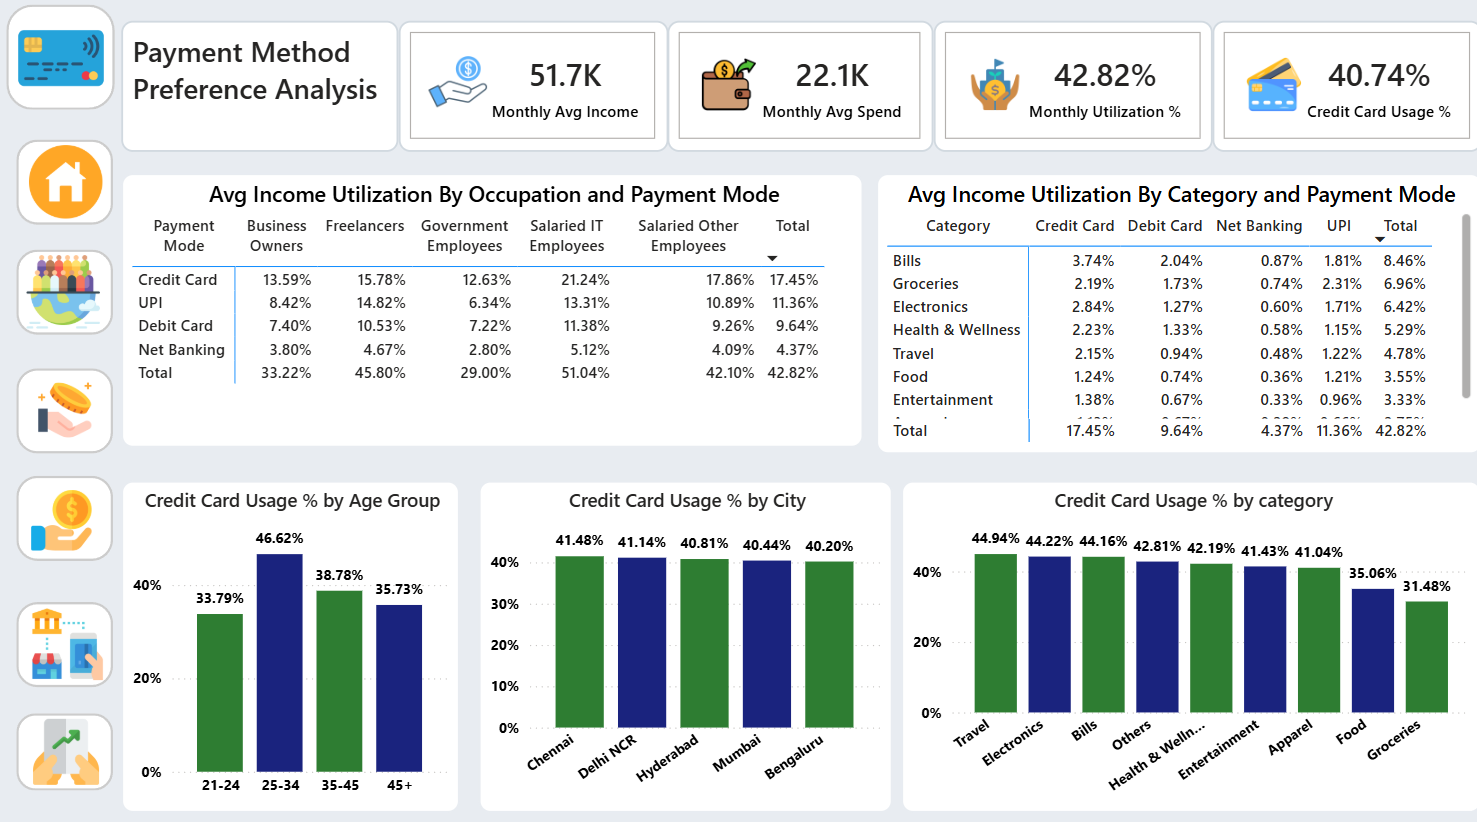 Payment Method
Preference Analysis
51.7K
Monthly Avg Income
22.1K
Monthly Avg Spend
42.82%
Monthly Utilization %
40.74%
Credit Card Usage %
Avg Income Utilization By Occupation and Payment Mode
Payment Mode Business Owners Freelancers Government Employees Salaried IT Employees Salaried Other Employees Total
Credit Card 13.59% 15.78% 12.63% 21.24% 17.86% 17.45%
UPI 8.42% 14.82% 6.34% 13.31% 10.89% 11.36%
Debit Card 7.40% 10.53% 7.22% 11.38% 9.26% 9.64%
Net Banking 3.80% 4.67% 2.80% 5.12% 4.09% 4.37%
Total 33.22% 45.80% 29.00% 51.04% 42.10% 42.82%
Avg Income Utilization By Category and Payment Mode
Category Credit Card Debit Card Net Banking UPI Total
Bills 3.74% 2.04% 0.87% 1.81% 8.46%
Groceries 2.19% 1.73% 0.74% 2.31% 6.96%
Electronics 2.84% 1.27% 0.60% 1.71% 6.42%
Health & Wellness 2.23% 1.33% 0.58% 1.15% 5.29%
Travel 2.15% 0.94% 0.48% 1.22% 4.78%
Food 1.24% 0.74% 0.36% 1.21% 3.55%
Entertainment 1.38% 0.67% 0.33% 0.96% 3.33%
Total 17.45% 9.64% 4.37% 11.36% 42.82%
Credit Card Usage % by Age Group
46.62%
38.78%
35.73%
33.79%
40%
20%
0%
21-24 25-34 35-45 45+
Credit Card Usage % by City
41.48% 41.14% 40.81% 40.44% 40.20%
40%
30%
20%
10%
0%
Chennai Delhi NCR Hyderabad Mumbai Bengaluru
Credit Card Usage % by category
44.94% 44.22% 44.16% 42.81% 42.19% 41.43% 41.04% 35.06% 31.48%
40%
20%
0%
Travel Electronics Bills Others Health & Welln... Entertainment Apparel Food Groceries